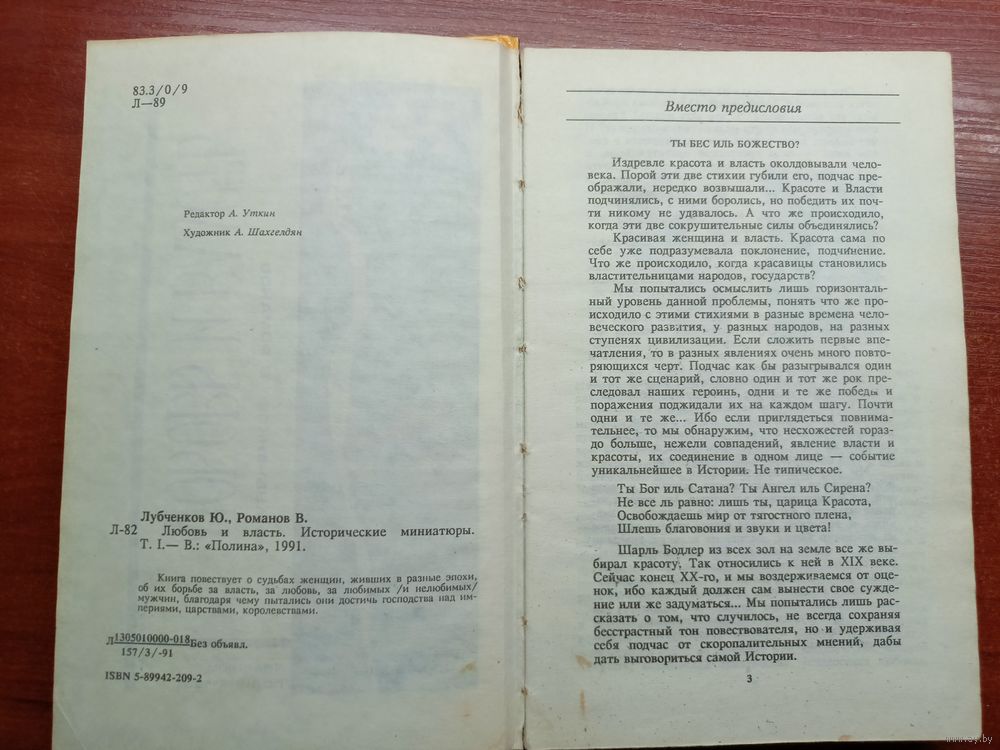 83.3/0/9
Л—89
Редактор А. Уткин
Художник А. Шахгелдян
Лубченков Ю., Романов В.
Л-82 Любовь и власть. Исторические миниатюры.
Т. I.— В.: «Полина», 1991.
Книга повествует о судьбах женщин, живших в разные эпохи,
об их борьбе за власть, за любовь, за любимых /и нелюбимых/
мужчин, благодаря чему пытались они достичь господства над им-
периями, царствами, королевствами.
Л 1305010000-018 Без объявл.
157/3/-91
ISBN 5-89942-209-2
Вместо предисловия
ТЫ БЕС ИЛЬ БОЖЕСТВО?
Издревле красота и власть околдовывали чело-
века. Порой эти две стихии губили его, подчас пре-
ображали, нередко возвышали... Красоте и Власти
подчинялись, с ними боролись, но победить их поч-
ти никому не удавалось. А что же происходило,
когда эти две сокрушительные силы объединялись?
Красивая женщина и власть. Красота сама по
себе уже подразумевала поклонение, подчинение.
Что же происходило, когда красавицы становились
властительницами народов, государств?
Мы попытались осмыслить лишь горизонталь-
ный уровень данной проблемы, понять что же про-
исходило с этими стихиями в разные времена чело-
веческого развития, у разных народов, на разных
ступенях цивилизации. Если сложить первые впе-
чатления, то в разных явлениях очень много повто-
ряющихся черт. Подчас как бы разыгрывался один
и тот же сценарий, словно один и тот же рок пре-
следовал наших героинь, одни и те же победы и
поражения поджидали их на каждом шагу. Почти
одни и те же... Ибо если приглядеться повнима-
тельнее, то мы обнаружим, что несхожестей гораз-
до больше, нежели совпадений, явление власти и
красоты, их соединение в одном лице — событие
уникальнейшее в Истории. Не типическое.
Ты Бог иль Сатана? Ты Ангел иль Сирена?
Не все ль равно: лишь ты, царица Красота,
Освобождаешь мир от тягостного плена,
Шлешь благовония и звуки и цвета!
Шарль Бодлер из всех зол на земле все же вы-
бирал красоту. Так относились к ней в XIX веке.
Сейчас конец XX-го, и мы воздерживаемся от оце-
нок, ибо каждый должен сам вынести свое сужде-
ние или же задуматься... Мы попытались лишь рас-
сказать о том, что случилось, не всегда сохраняя
бесстрастный тон повествователя, но и удерживая
себя подчас от скоропалительных мнений, дабы
дать выговориться самой Истории.
3